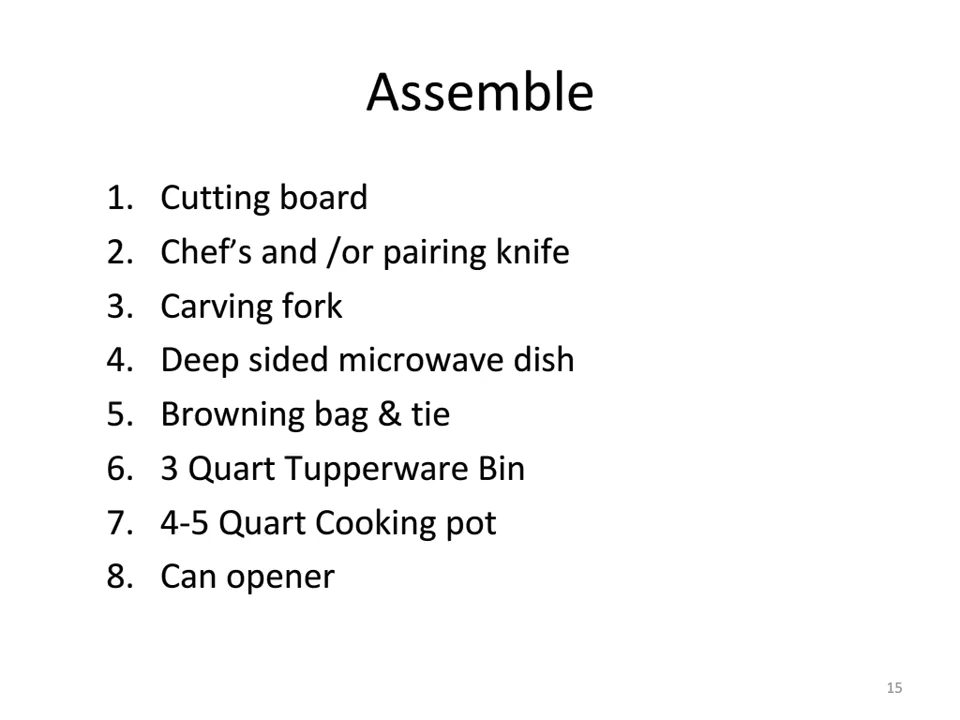 Assemble
1. Cutting board
2. Chef’s and /or pairing knife
3. Carving fork
4. Deep sided microwave dish
5. Browning bag & tie
6. 3 Quart Tupperware Bin
7. 4-5 Quart Cooking pot
8. Can opener
15